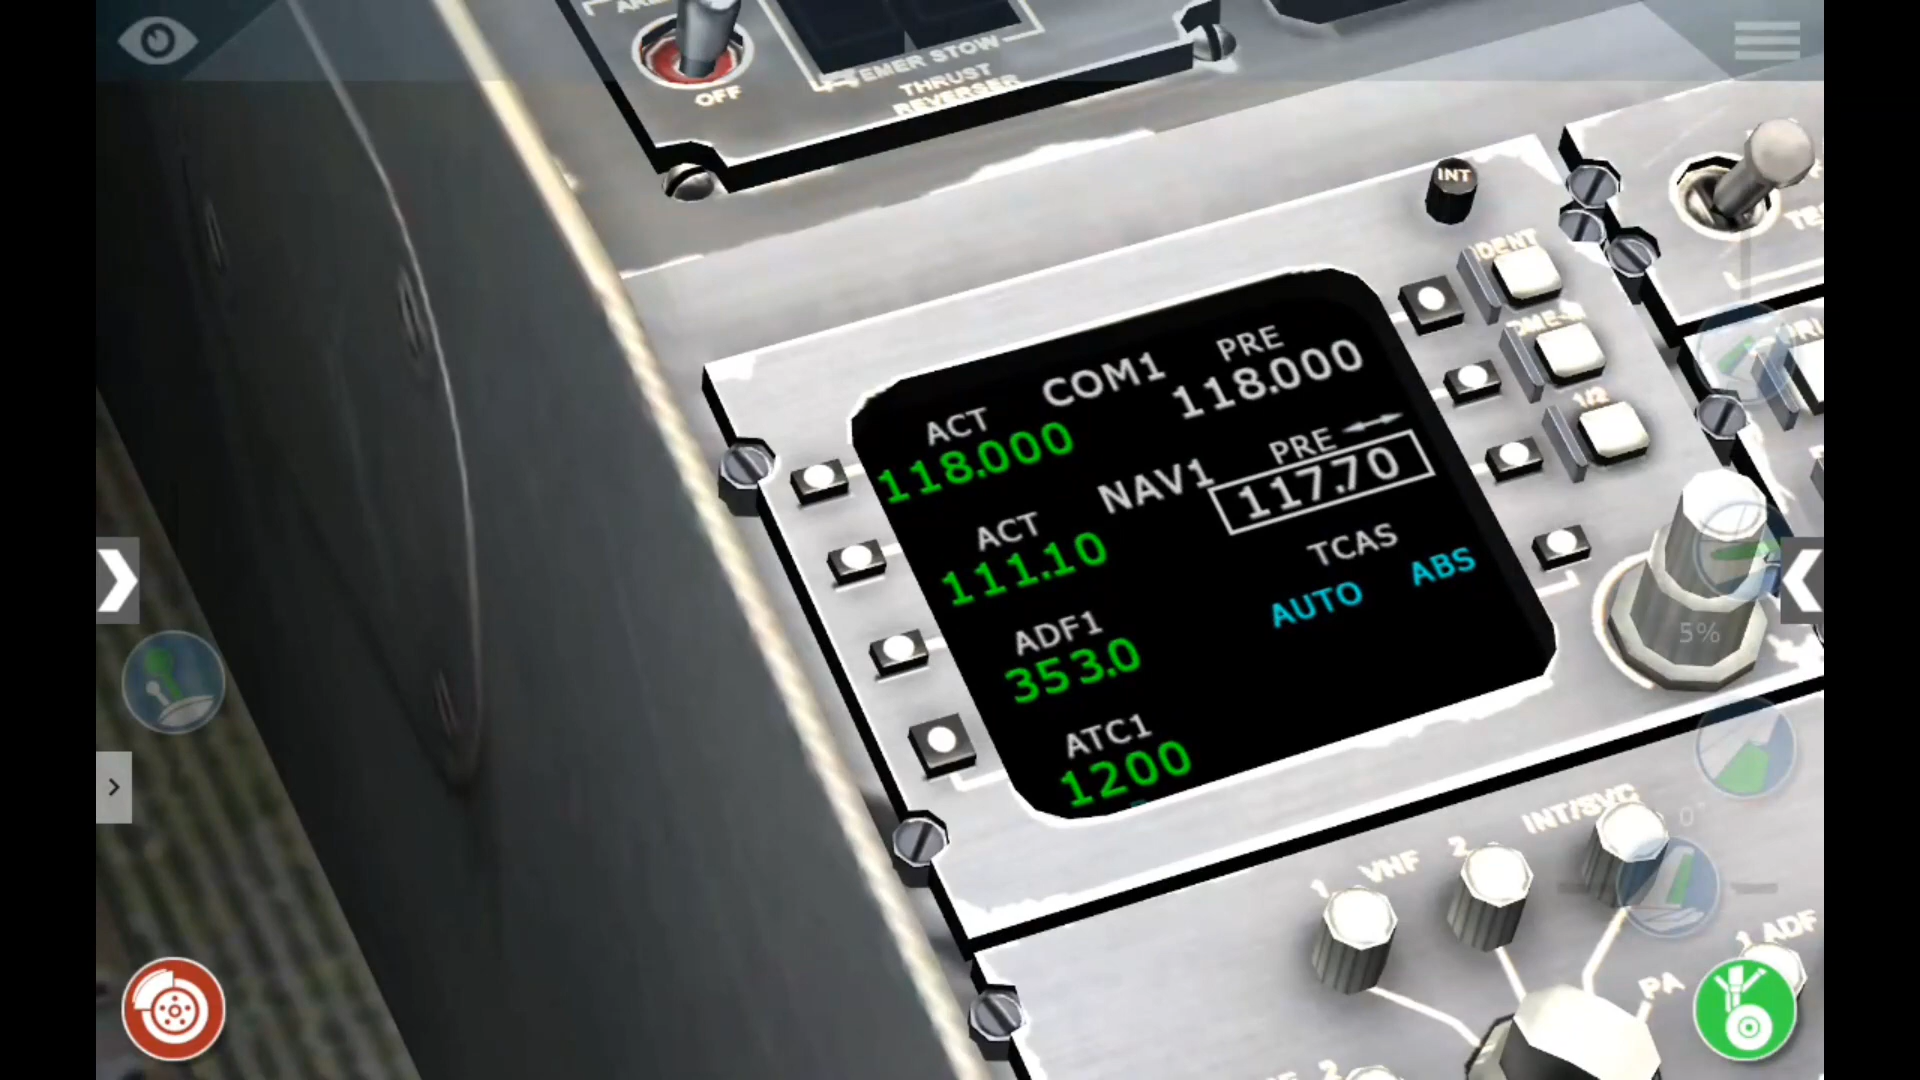 OFF
EMER STOW
THRUST
REVERSER
INT
IDENT
1/2
COM1
PRE
118.000
ACT
118.000
NAV1
PRE
117.70
ACT
111.10
TCAS
AUTO ABS
ADF1
353.0
ATC1
1200
5%
INT/SVC
1 VHF 2
1 ADF
PA
2